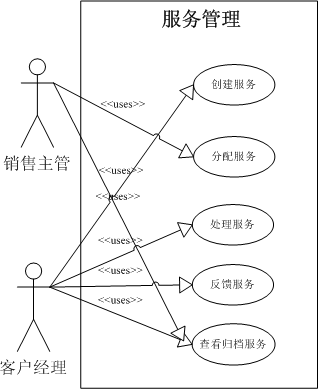 服务管理
创建服务
<<uses>>
分配服务
销售主管
<<uses>>
<<uses>>
处理服务
<<uses>>
<<uses>>
反馈服务
<<uses>>
查看归档服务
客户经理